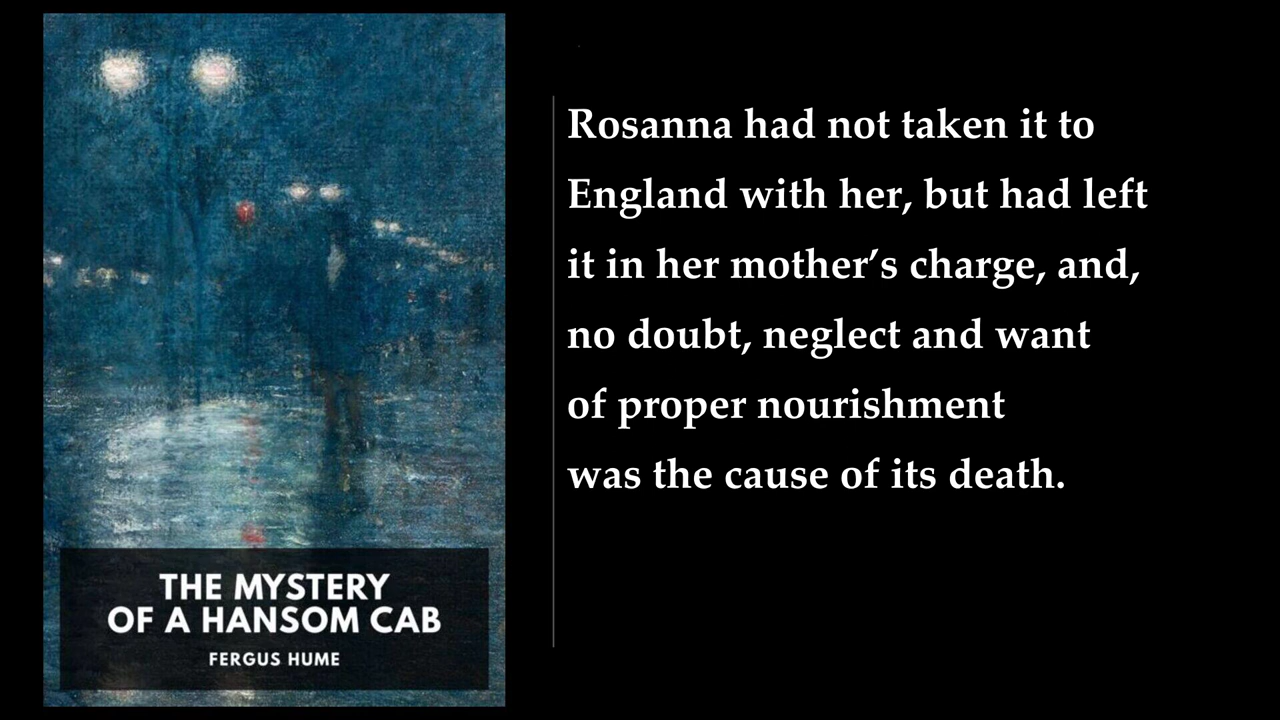 Rosanna had not taken it to
England with her, but had left
it in her mother’s charge, and,
no doubt, neglect and want
of proper nourishment
was the cause of its death.
THE MYSTERY
OF A HANSOM CAB
FERGUS HUME